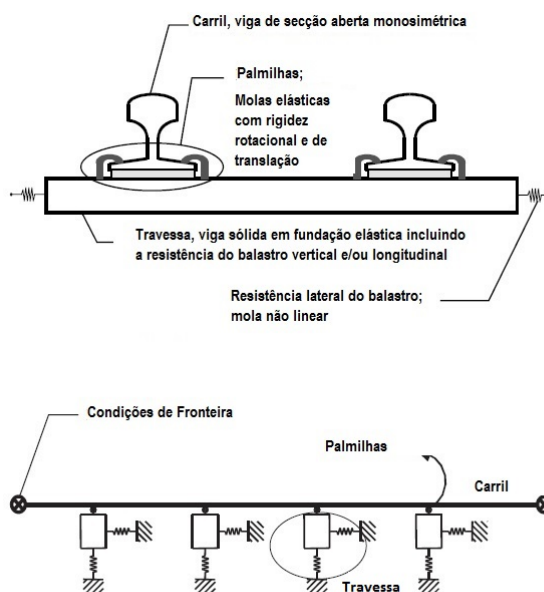 Carril, viga de secção aberta monosimétrica
Palmilhas;
Molas elásticas
com rigidez
rotacional e de
translação
Travessa, viga sólida em fundação elástica incluindo
a resistência do balastro vertical e/ou longitudinal
Resistência lateral do balastro;
mola não linear
Condições de Fronteira
Palmilhas
Carril
Travessa